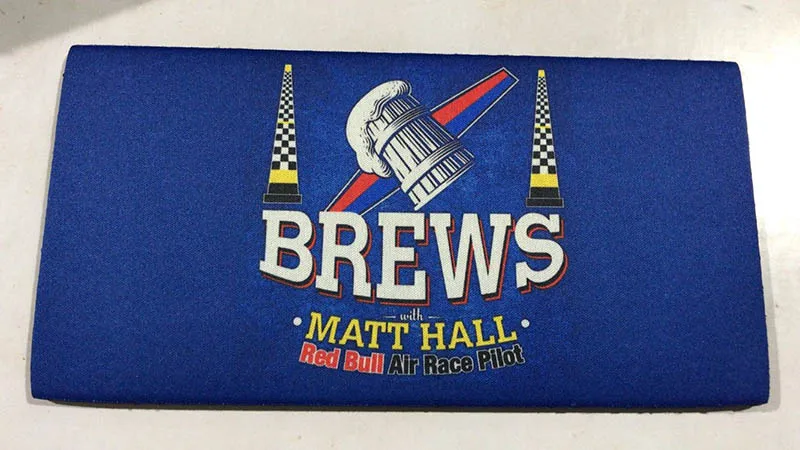 BREWS
with
• MATT HALL •
Red Bull Air Race Pilot